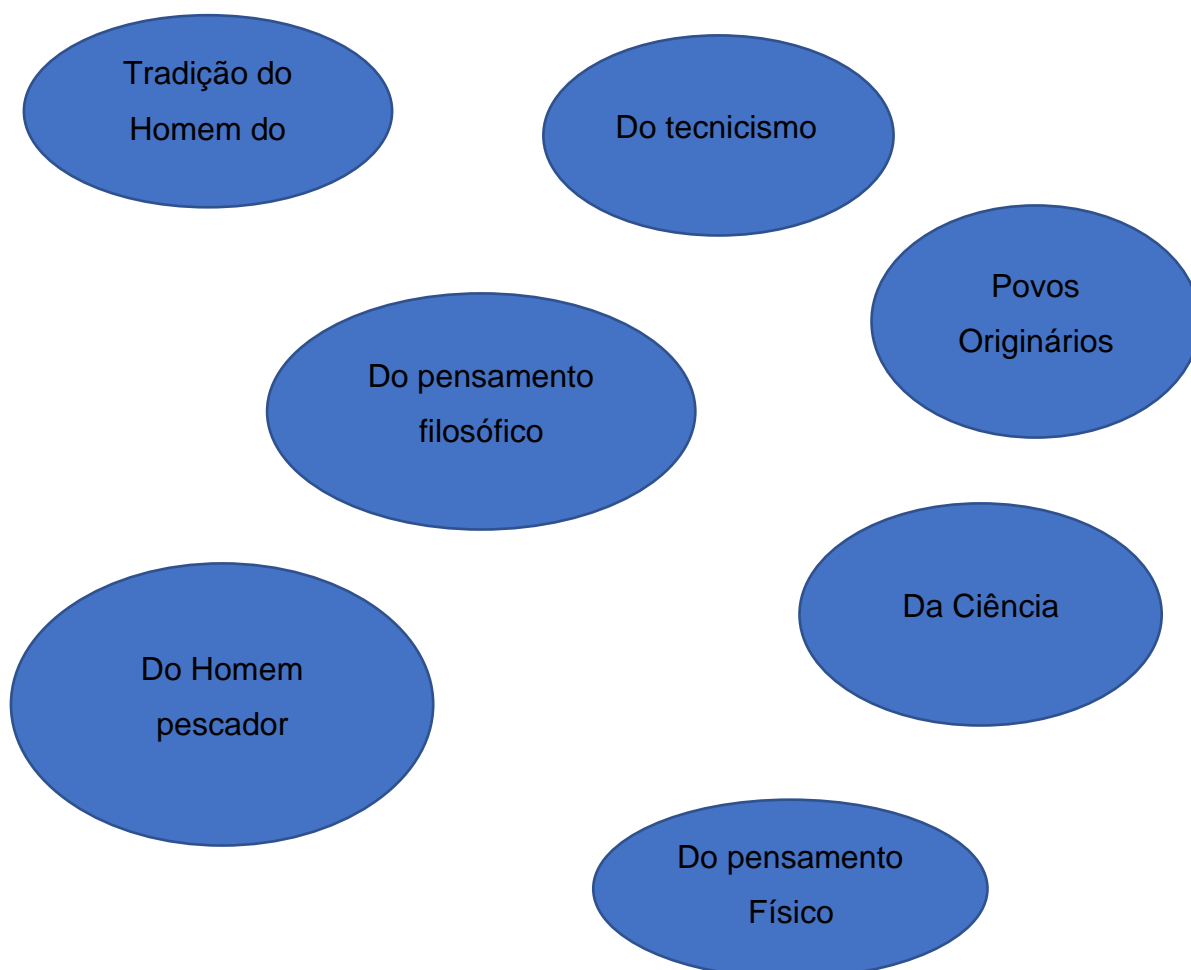 Tradição do
Homem do
Do tecnicismo
Povos
Originários
Do pensamento
filosófico
Da Ciência
Do Homem
pescador
Do pensamento
Físico